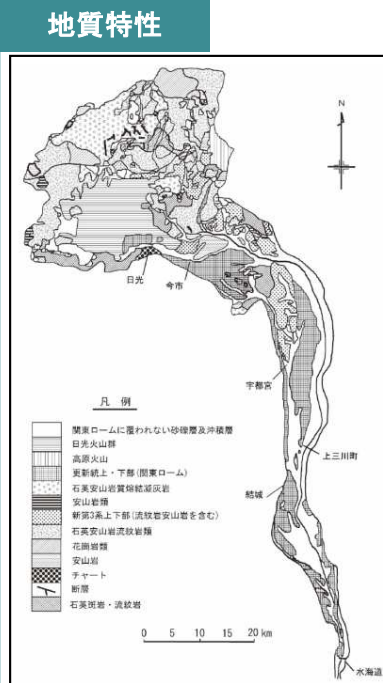 地質特性
N
日光
今市
宇都宮
上三川町
結城
水海道
凡 例
関東ロームに覆われない砂礫層及沖積層
日光火山群
高原火山
更新統上・下部(関東ローム)
石英安山岩質熔結凝灰岩
安山岩類
新第3系上下部(流紋岩安山岩を含む)
石英安山岩流紋岩類
花崗岩類
安山岩
チャート
断層
石英斑岩・流紋岩
0 5 10 15 20 km